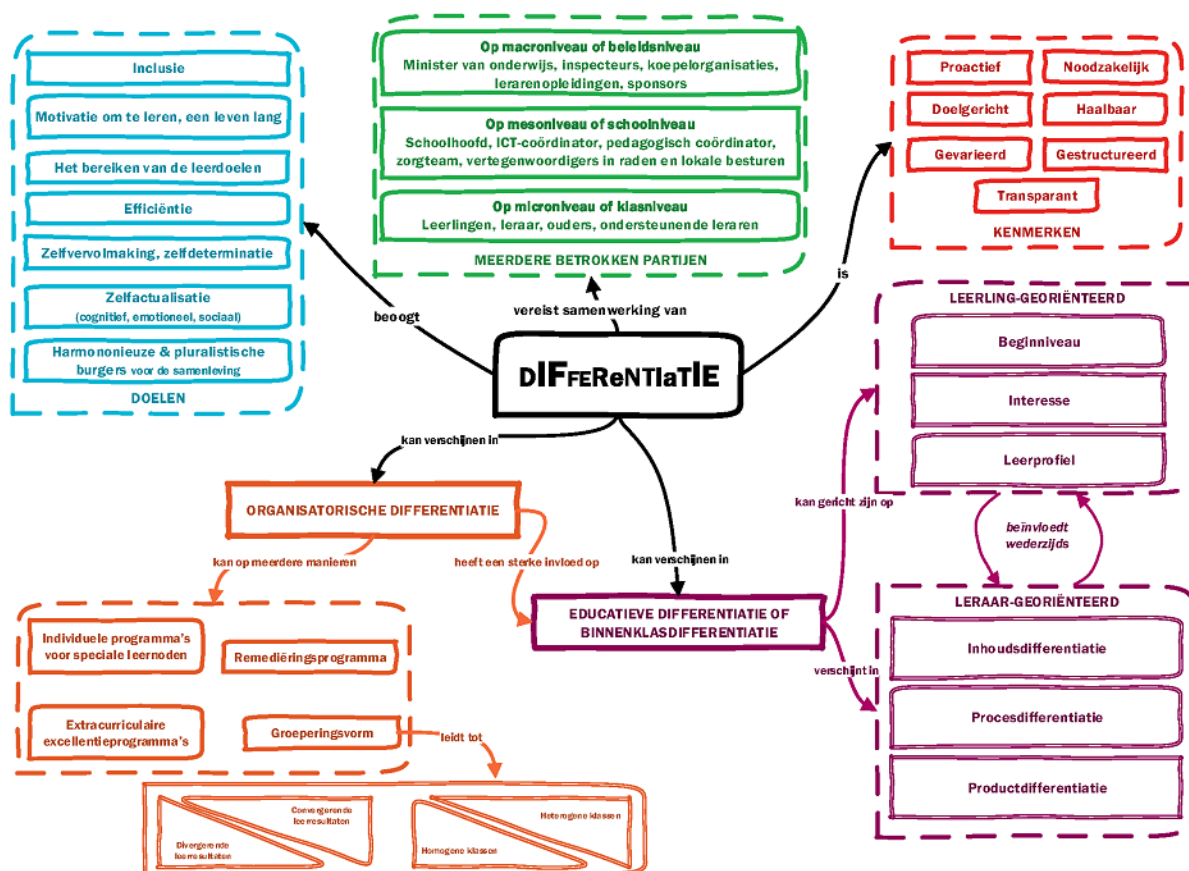 Inclusie
Motivatie om te leren, een leven lang
Het bereiken van de leerdoelen
Efficiëntie
Zelfvervolmaking, zelfdeterminatie
Zelfactualisatie
(cognitief, emotioneel, sociaal)
Harmononieuze & pluralistische
burgers voor de samenleving
DOELEN
Op macroniveau of beleidsniveau
Minister van onderwijs, inspecteurs, koepelorganisaties,
lerarenopleidingen, sponsors
Op mesoniveau of schoolniveau
Schoolhoofd, ICT-coördinator, pedagogisch coördinator,
zorgteam, vertegenwoordigers in raden en lokale besturen
Op microniveau of klasniveau
Leerlingen, leraar, ouders, ondersteunende leraren
MEERDERE BETROKKEN PARTIJEN
Proactief
Noodzakelijk
Doelgericht
Haalbaar
Gevarieerd
Gestructureerd
Transparant
KENMERKEN
beoogt
vereist samenwerking van
is
DIFFEReNTIaTIE
kan verschijnen in
ORGANISATORISCHE DIFFERENTIATIE
kan op meerdere manieren
heeft een sterke invloed op
kan verschijnen in
EDUCATIEVE DIFFERENTIATIE OF
BINNENKLASDIFFERENTIATIE
kan gericht zijn op
verschijnt in
LEERLING-GEORIËNTEERD
Beginniveau
Interesse
Leerprofiel
beïnvloedt
wederzijds
LERAAR-GEORIËNTEERD
Inhoudsdifferentiatie
Procesdifferentiatie
Productdifferentiatie
Individuele programma's
voor speciale leernoden
Remediëringsprogramma
Extracurriculaire
excellentieprogramma's
Groeperingsvorm
leidt tot
Convergerende
leerresultaten
Divergerende
leerresultaten
Heterogene klassen
Homogene klassen